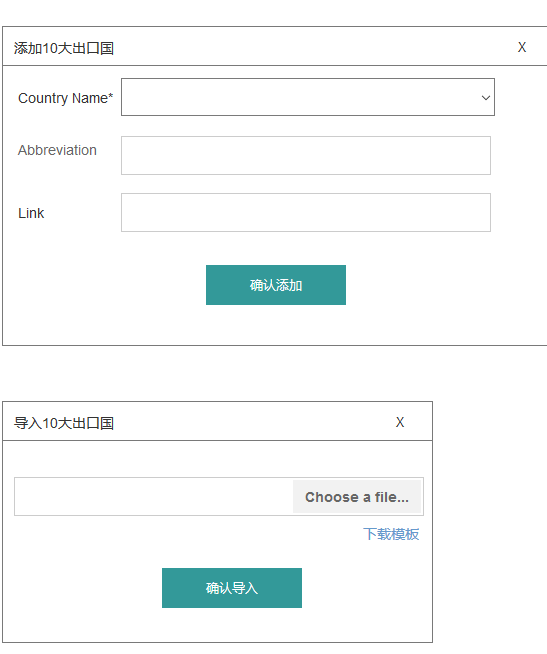 添加10大出口国 X
Country Name*
Abbreviation
Link
确认添加
导入10大出口国 X
Choose a file...
下载模板
确认导入